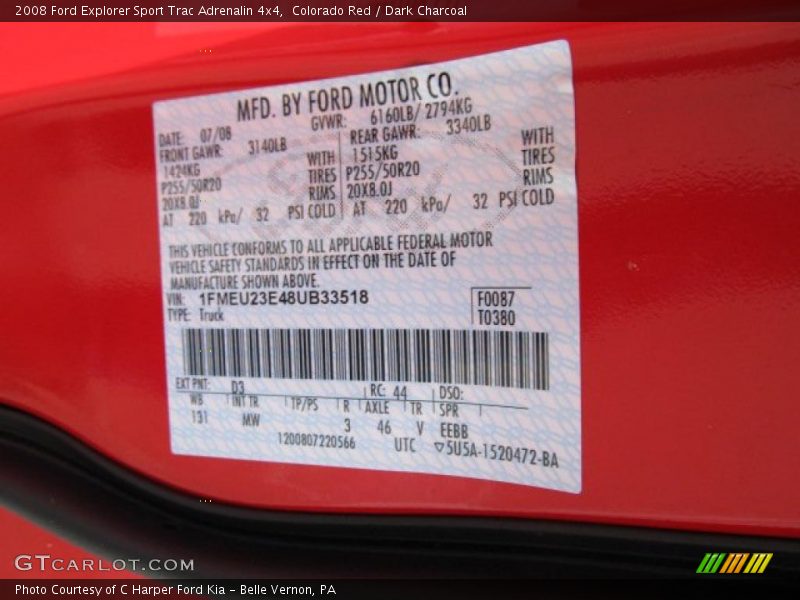 2008 Ford Explorer Sport Trac Adrenalin 4x4, Colorado Red / Dark Charcoal
MFD. BY FORD MOTOR CO.
DATE: 07/08 GVWR: 6160LB/ 2794KG
FRONT GAWR: 3140LB REAR GAWR: 3340LB
1424KG WITH 1515KG WITH
P255/50R20 TIRES P255/50R20 TIRES
20X8.0J RIMS 20X8.0J RIMS
AT 220 kPa/ 32 PSI COLD AT 220 kPa/ 32 PSI COLD
THIS VEHICLE CONFORMS TO ALL APPLICABLE FEDERAL MOTOR
VEHICLE SAFETY STANDARDS IN EFFECT ON THE DATE OF
MANUFACTURE SHOWN ABOVE.
VIN: 1FMEU23E48UB33518 F0087
TYPE: Truck T0380
EXT PNT: D3 RC: 44 DSO:
WB INT TR TP/PS R AXLE TR SPR
131 MW 3 46 V EEBB
1200807220566 UTC ▽5U5A-1520472-BA
GTCARLOT.COM
Photo Courtesy of C Harper Ford Kia - Belle Vernon, PA